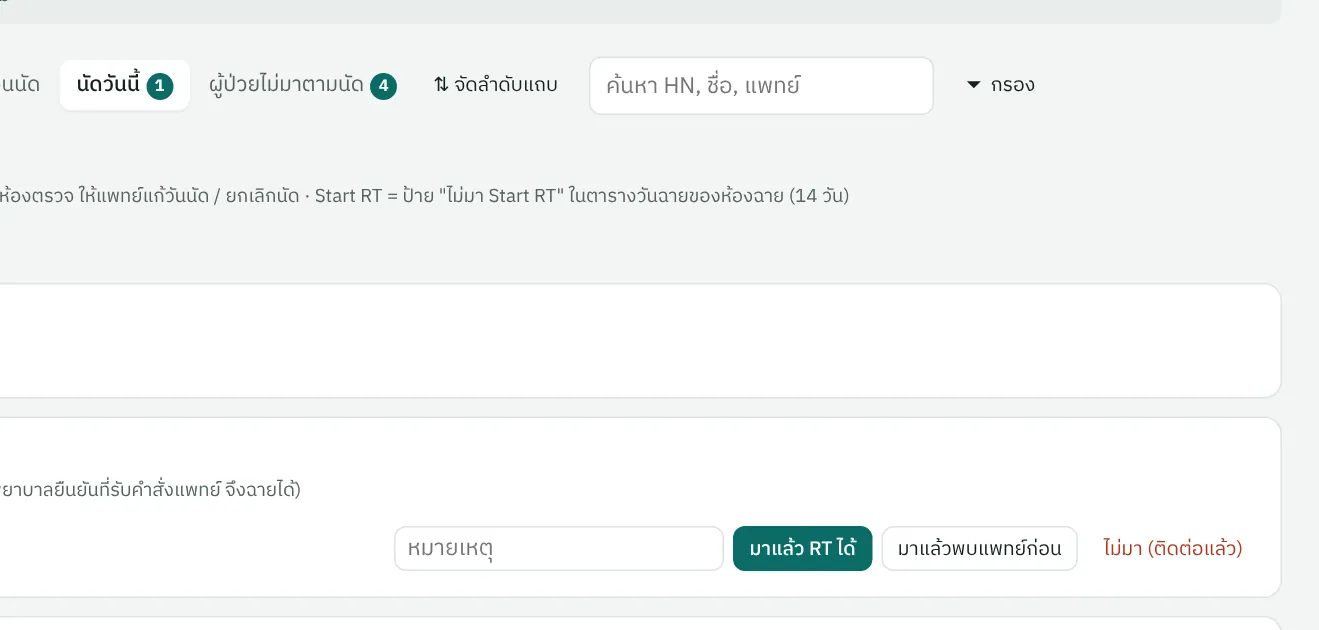 นัดวันนี้ 1 ผู้ป่วยไม่มาตามนัด 4 ⇅ จัดลำดับแถบ ค้นหา HN, ชื่อ, แพทย์ ▼ กรอง
ห้องตรวจ ให้แพทย์แก้วันนัด / ยกเลิกนัด · Start RT = ป้าย "ไม่มา Start RT" ในตารางวันฉายของห้องฉาย (14 วัน)
ยาบาลยืนยันที่รับคำสั่งแพทย์ จึงฉายได้)
หมายเหตุ มาแล้ว RT ได้ มาแล้วพบแพทย์ก่อน ไม่มา (ติดต่อแล้ว)